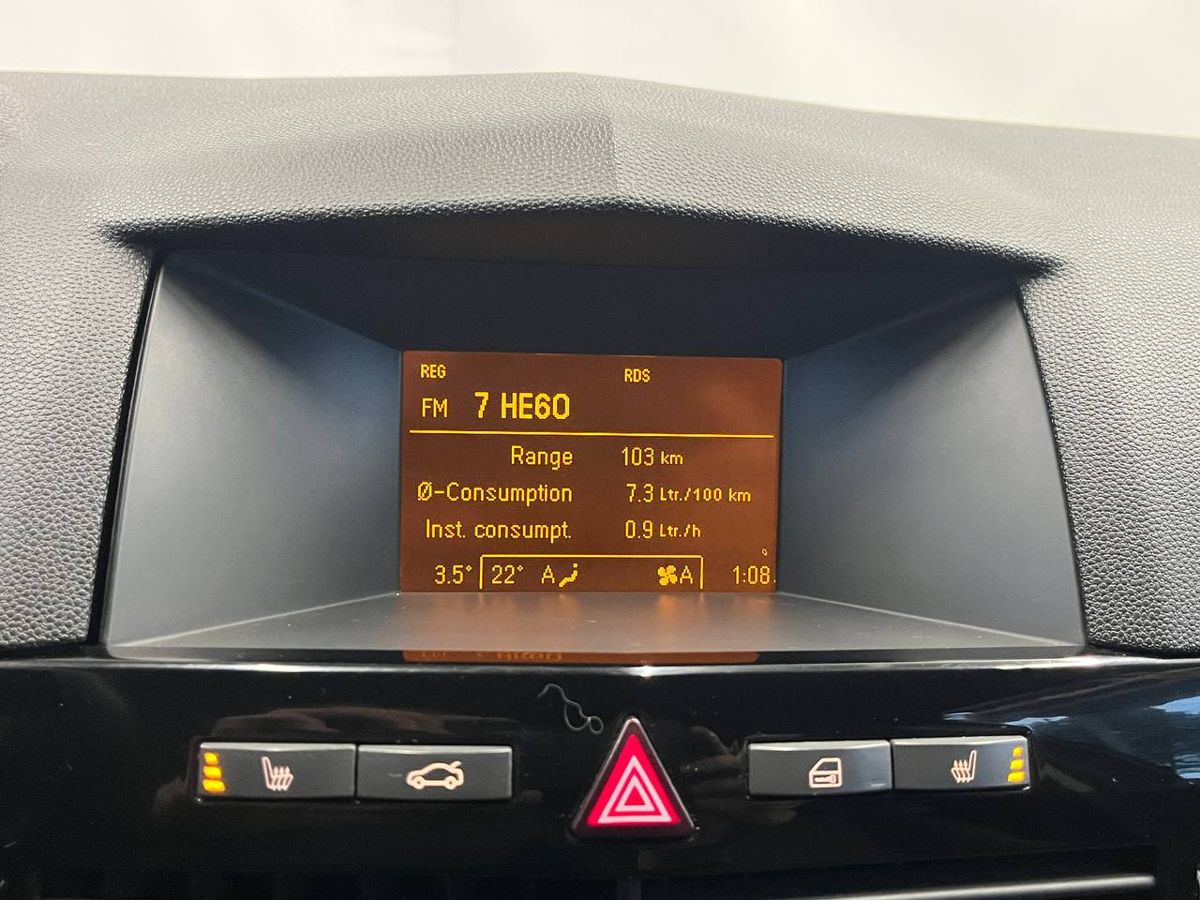 REG RDS
FM 7 HE60
Range 103 km
Ø-Consumption 7.3 Ltr./100 km
Inst. consumpt. 0.9 Ltr./h
3.5° 22° A A 1:08